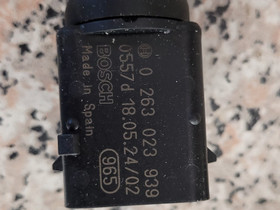 0 263 023 939
0557d 18.05.24/02
BOSCH
Made in Spain
965